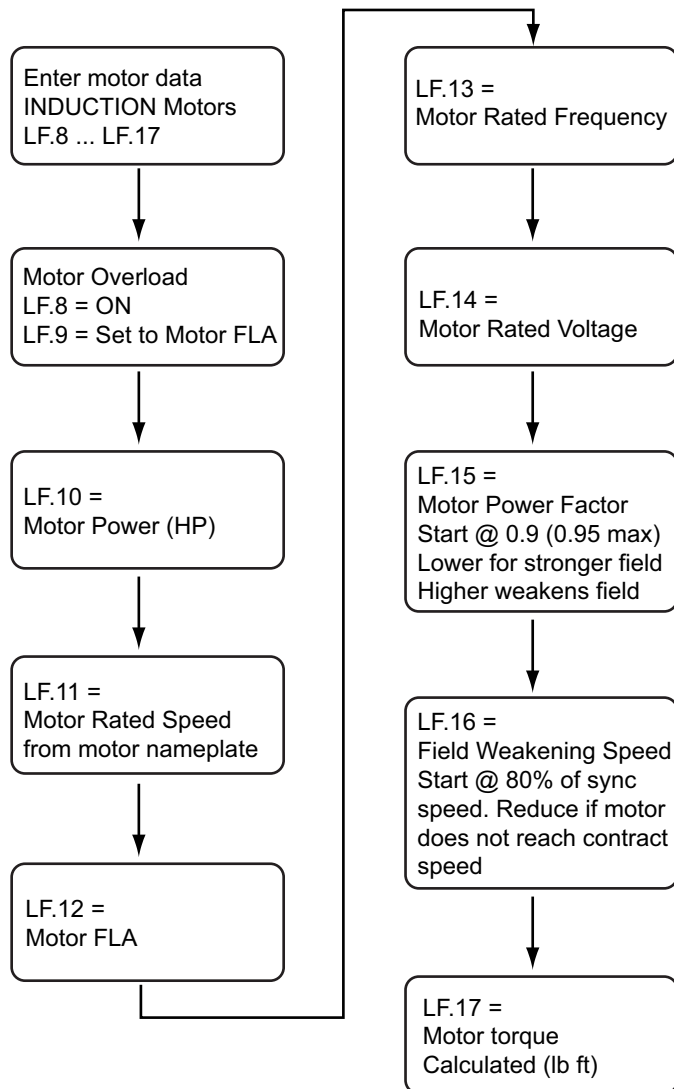 Enter motor data
INDUCTION Motors
LF.8 ... LF.17
Motor Overload
LF.8 = ON
LF.9 = Set to Motor FLA
LF.10 =
Motor Power (HP)
LF.11 =
Motor Rated Speed
from motor nameplate
LF.12 =
Motor FLA
LF.13 =
Motor Rated Frequency
LF.14 =
Motor Rated Voltage
LF.15 =
Motor Power Factor
Start @ 0.9 (0.95 max)
Lower for stronger field
Higher weakens field
LF.16 =
Field Weakening Speed
Start @ 80% of sync
speed. Reduce if motor
does not reach contract
speed
LF.17 =
Motor torque
Calculated (lb ft)